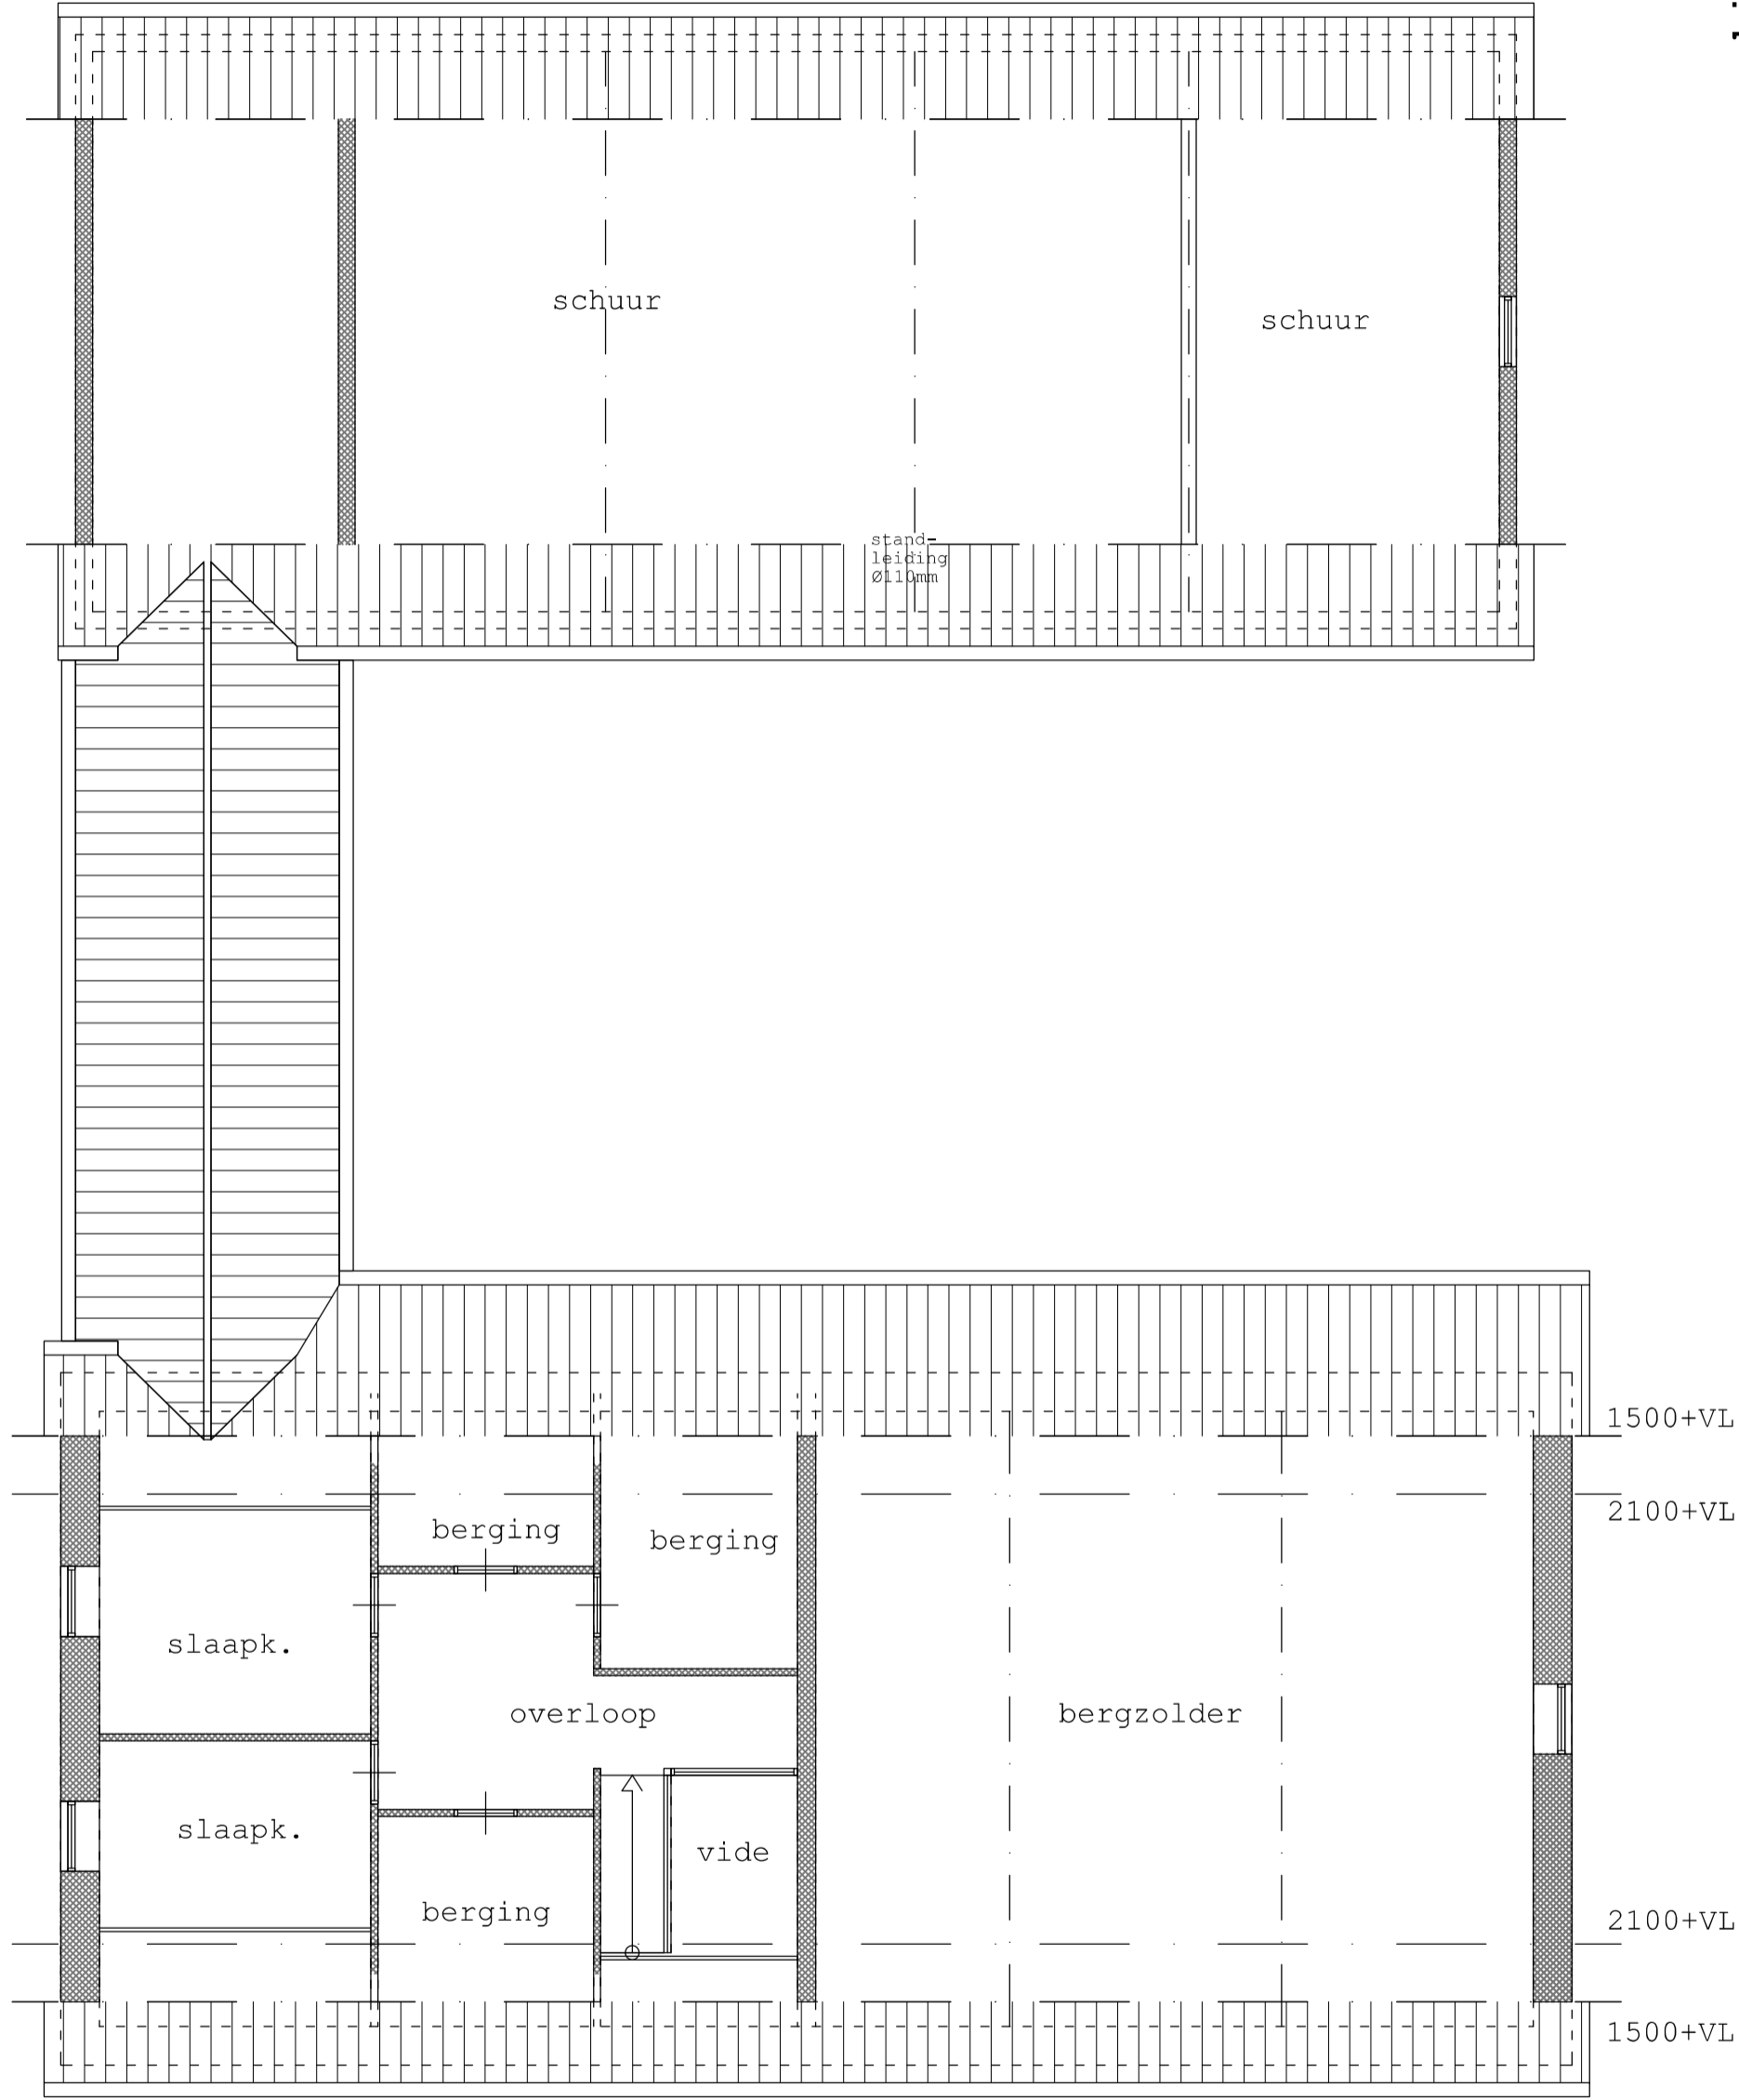 schuur
schuur
stand-
leiding
Ø110mm
1500+VL
2100+VL
berging
berging
slaapk.
overloop
bergzolder
slaapk.
vide
berging
2100+VL
1500+VL